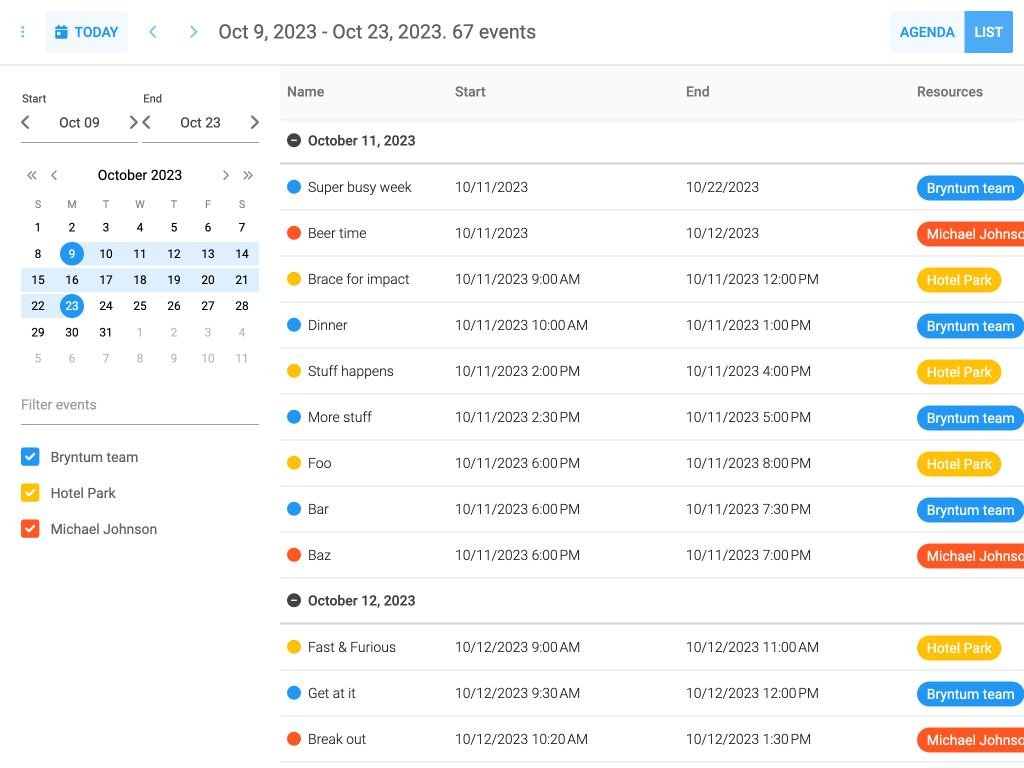 TODAY Oct 9, 2023 - Oct 23, 2023. 67 events AGENDA LIST
Start End
Oct 09 Oct 23
October 2023
S M T W T F S
1 2 3 4 5 6 7
8 9 10 11 12 13 14
15 16 17 18 19 20 21
22 23 24 25 26 27 28
29 30 31 1 2 3 4
5 6 7 8 9 10 11
Filter events
Bryntum team
Hotel Park
Michael Johnson
Name Start End Resources
October 11, 2023
Super busy week 10/11/2023 10/22/2023 Bryntum team
Beer time 10/11/2023 10/12/2023 Michael Johnso
Brace for impact 10/11/2023 9:00 AM 10/11/2023 12:00 PM Hotel Park
Dinner 10/11/2023 10:00 AM 10/11/2023 1:00 PM Bryntum team
Stuff happens 10/11/2023 2:00 PM 10/11/2023 4:00 PM Hotel Park
More stuff 10/11/2023 2:30 PM 10/11/2023 5:00 PM Bryntum team
Foo 10/11/2023 6:00 PM 10/11/2023 8:00 PM Hotel Park
Bar 10/11/2023 6:00 PM 10/11/2023 7:30 PM Bryntum team
Baz 10/11/2023 6:00 PM 10/11/2023 7:00 PM Michael Johnso
October 12, 2023
Fast & Furious 10/12/2023 9:00 AM 10/12/2023 11:00 AM Hotel Park
Get at it 10/12/2023 9:30 AM 10/12/2023 12:00 PM Bryntum team
Break out 10/12/2023 10:20 AM 10/12/2023 1:30 PM Michael Johnso